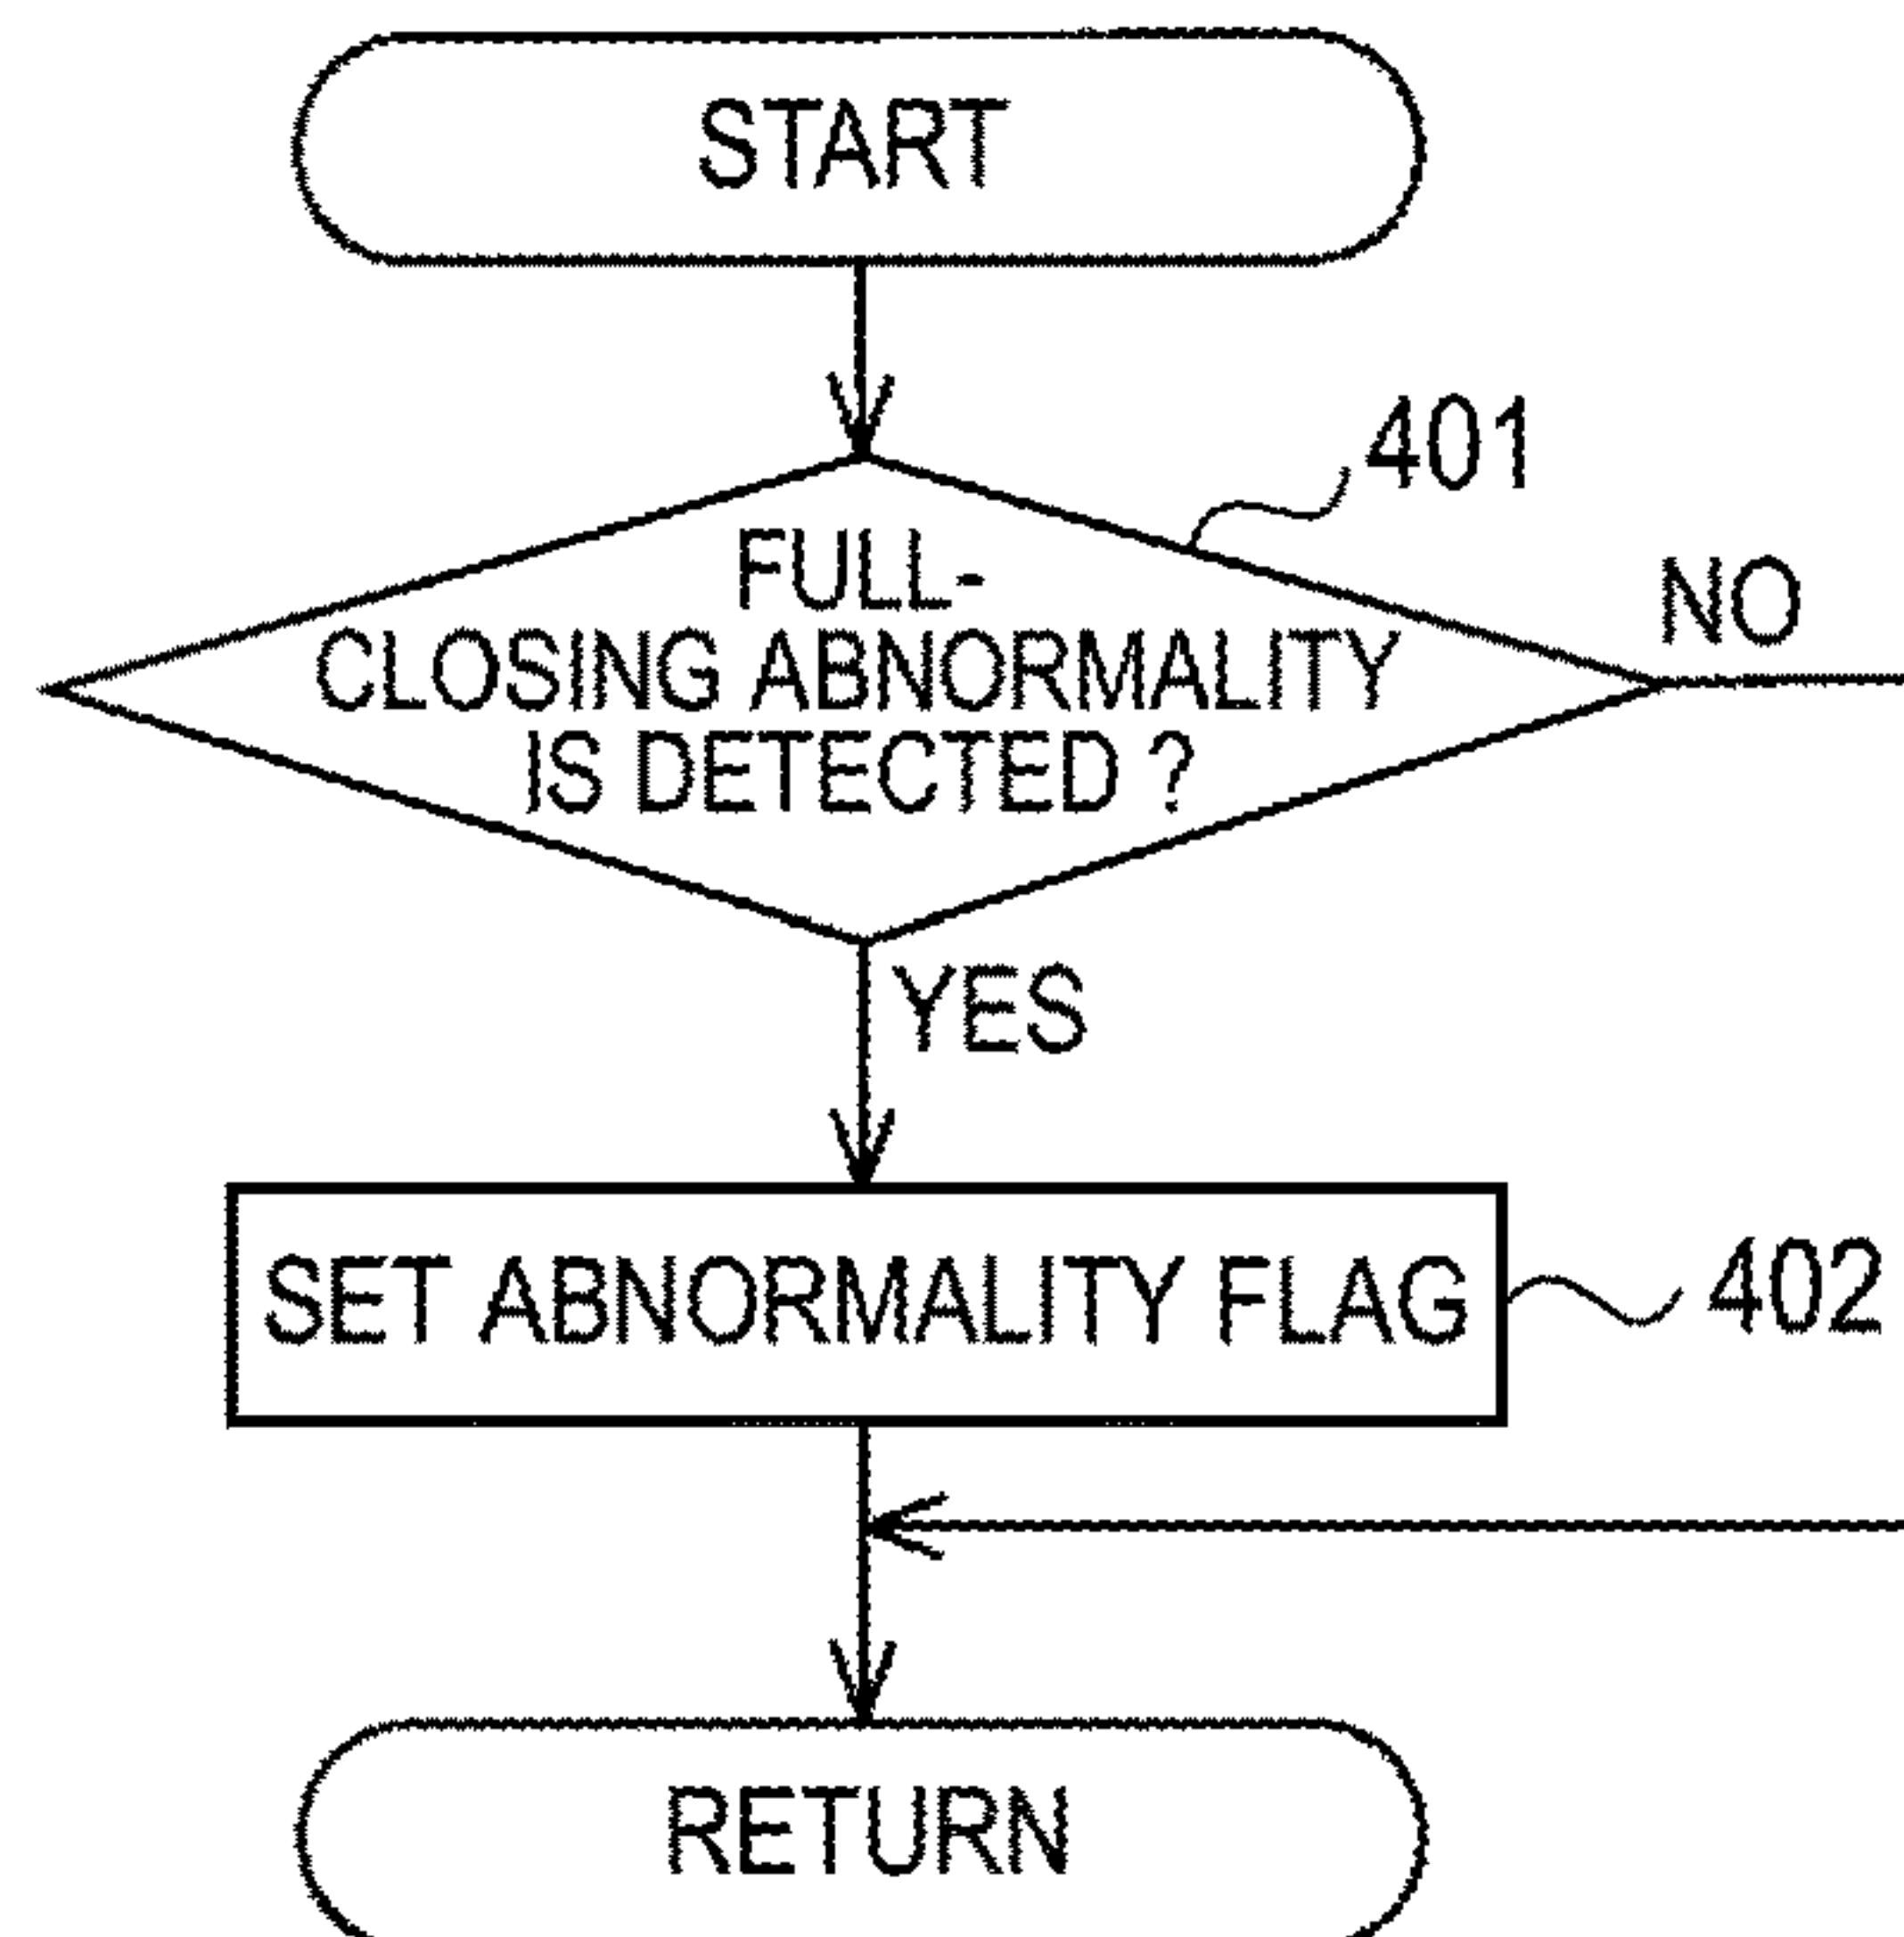 START
401
FULL-
CLOSING ABNORMALITY
IS DETECTED ?
NO
YES
SET ABNORMALITY FLAG
402
RETURN